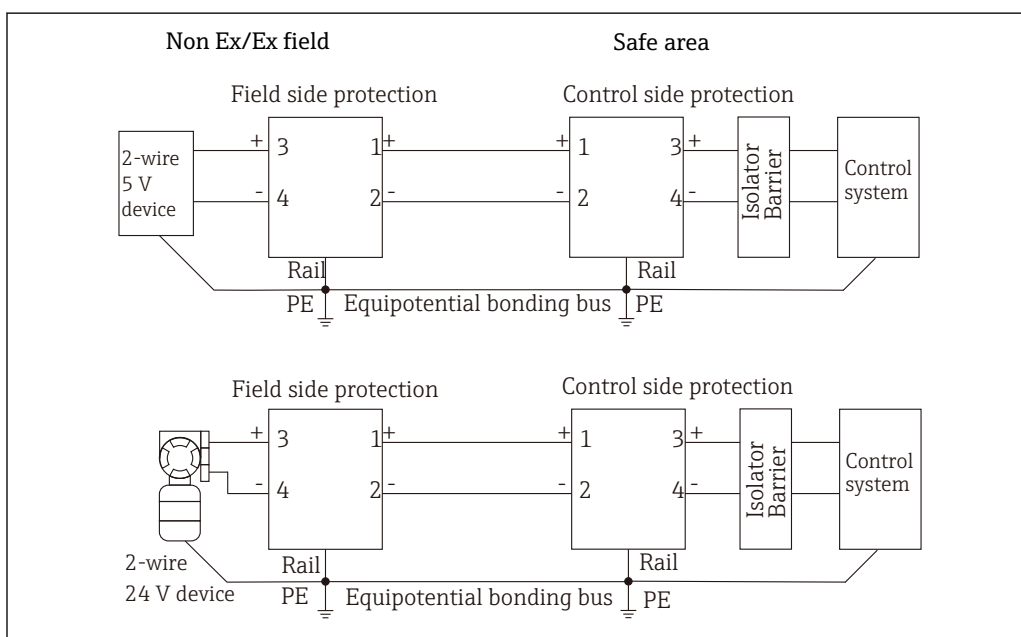 Non Ex/Ex field
Safe area
Field side protection
Control side protection
2-wire
5 V
device
+ 3 1 +
- 4 2 -
+ 1 3 +
- 2 4 -
Isolator
Barrier
Control
system
Rail
Rail
PE Equipotential bonding bus PE
Field side protection
Control side protection
+ 3 1 +
- 4 2 -
+ 1 3 +
- 2 4 -
Isolator
Barrier
Control
system
2-wire
24 V device
Rail
Rail
PE Equipotential bonding bus PE